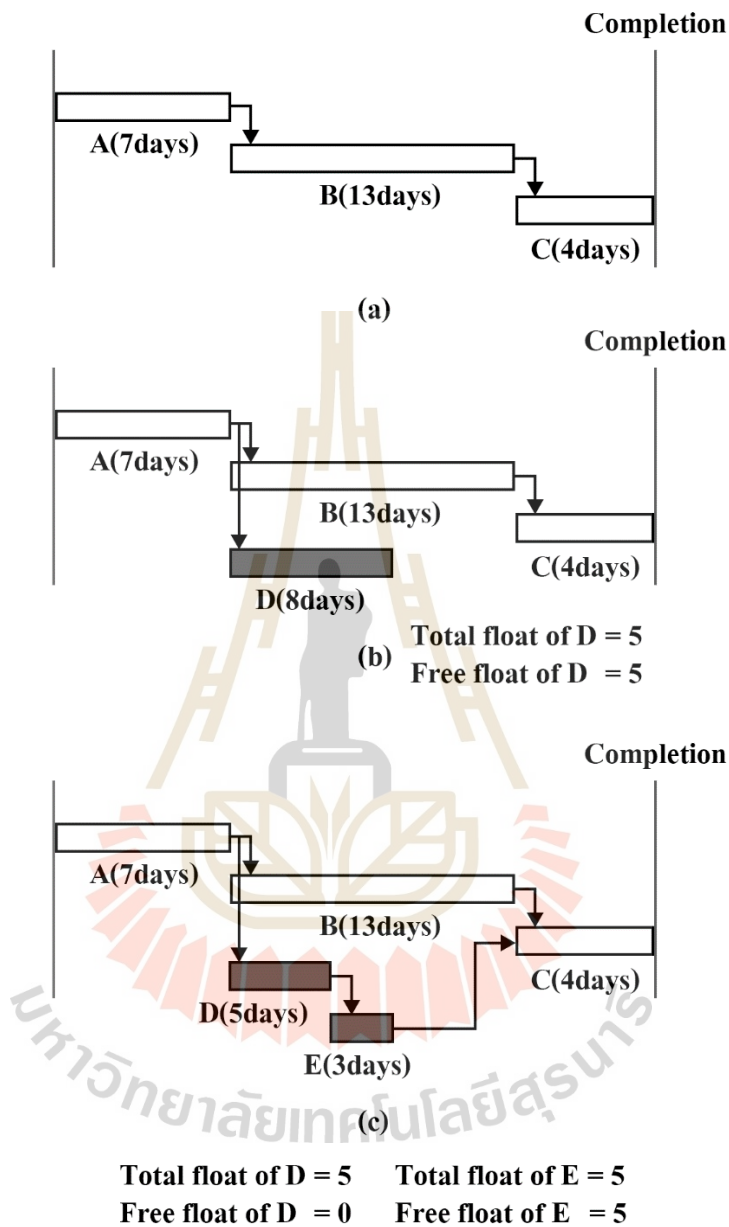 Completion
A(7days)
B(13days)
C(4days)
(a)
Completion
A(7days)
B(13days)
C(4days)
D(8days)
(b)
Total float of D = 5
Free float of D = 5
Completion
A(7days)
B(13days)
C(4days)
D(5days)
E(3days)
มหาวิทยาลัยเทคโนโลยีสุรนารี
(c)
Total float of D = 5 Total float of E = 5
Free float of D = 0 Free float of E = 5